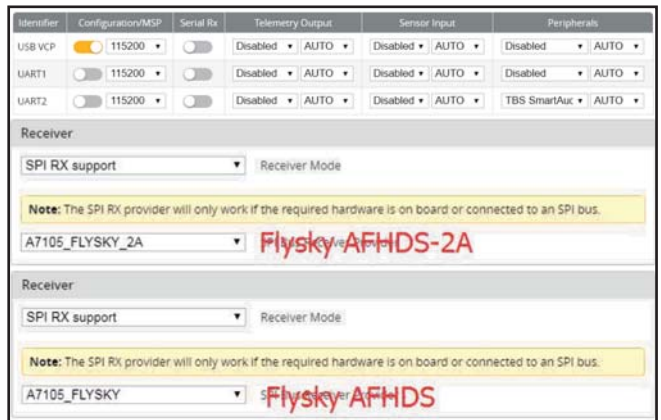 Identifier Configuration/MSP Serial Rx Telemetry Output Sensor Input Peripherals
USB VCP 115200 Disabled AUTO Disabled AUTO Disabled AUTO
UART1 115200 Disabled AUTO Disabled AUTO Disabled AUTO
UART2 115200 Disabled AUTO Disabled AUTO TBS SmartAuc AUTO
Receiver
SPI RX support Receiver Mode
Note: The SPI RX provider will only work if the required hardware is on board or connected to an SPI bus.
A7105_FLYSKY_2A Flysky AFHDS-2A
Receiver
SPI RX support Receiver Mode
Note: The SPI RX provider will only work if the required hardware is on board or connected to an SPI bus.
A7105_FLYSKY Flysky AFHDS